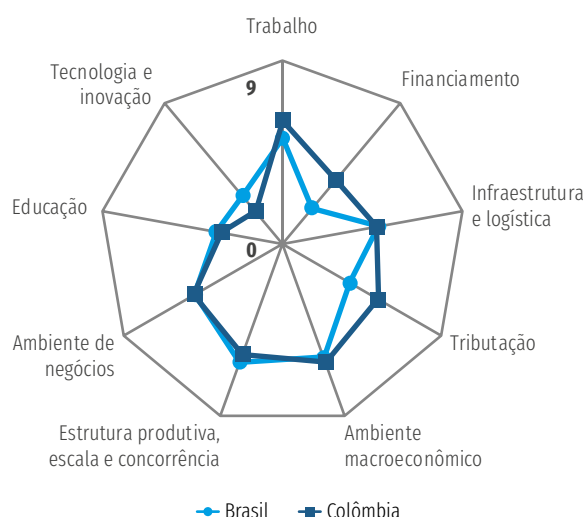 Trabalho
Tecnologia e
inovação
9
Financiamento
Educação
Infraestrutura
e logística
0
Ambiente de
negócios
Tributação
Estrutura produtiva,
escala e concorrência
Ambiente
macroeconômico
Brasil Colômbia